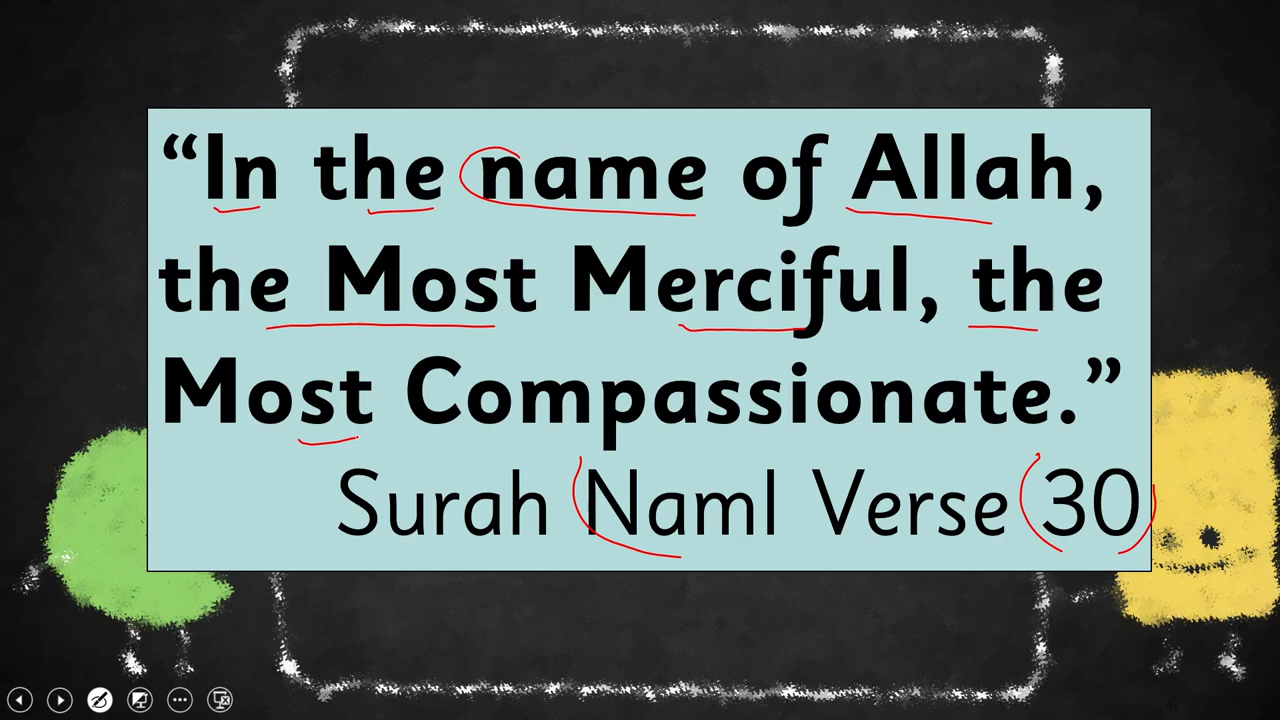 “In the name of Allah,
the Most Merciful, the
Most Compassionate.”
Surah Naml Verse 30